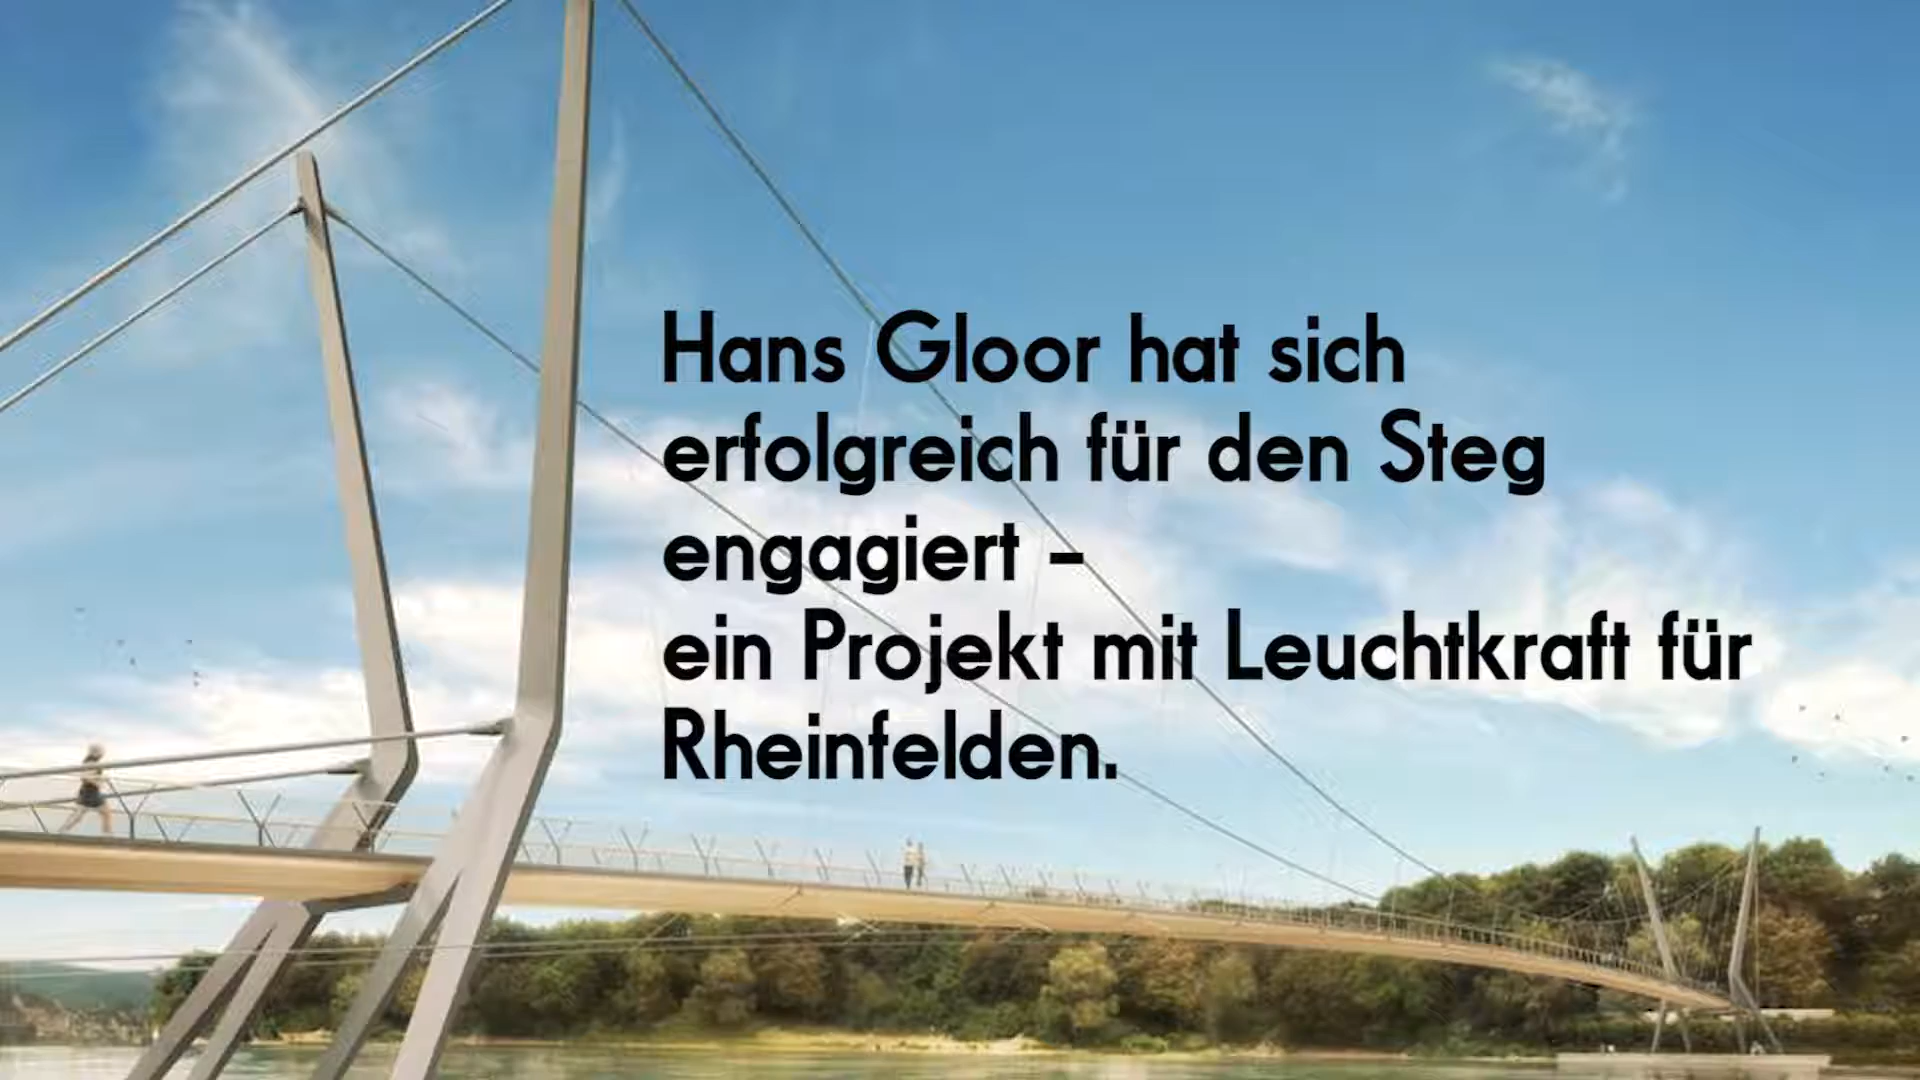 Hans Gloor hat sich
erfolgreich für den Steg
engagiert –
ein Projekt mit Leuchtkraft für
Rheinfelden.